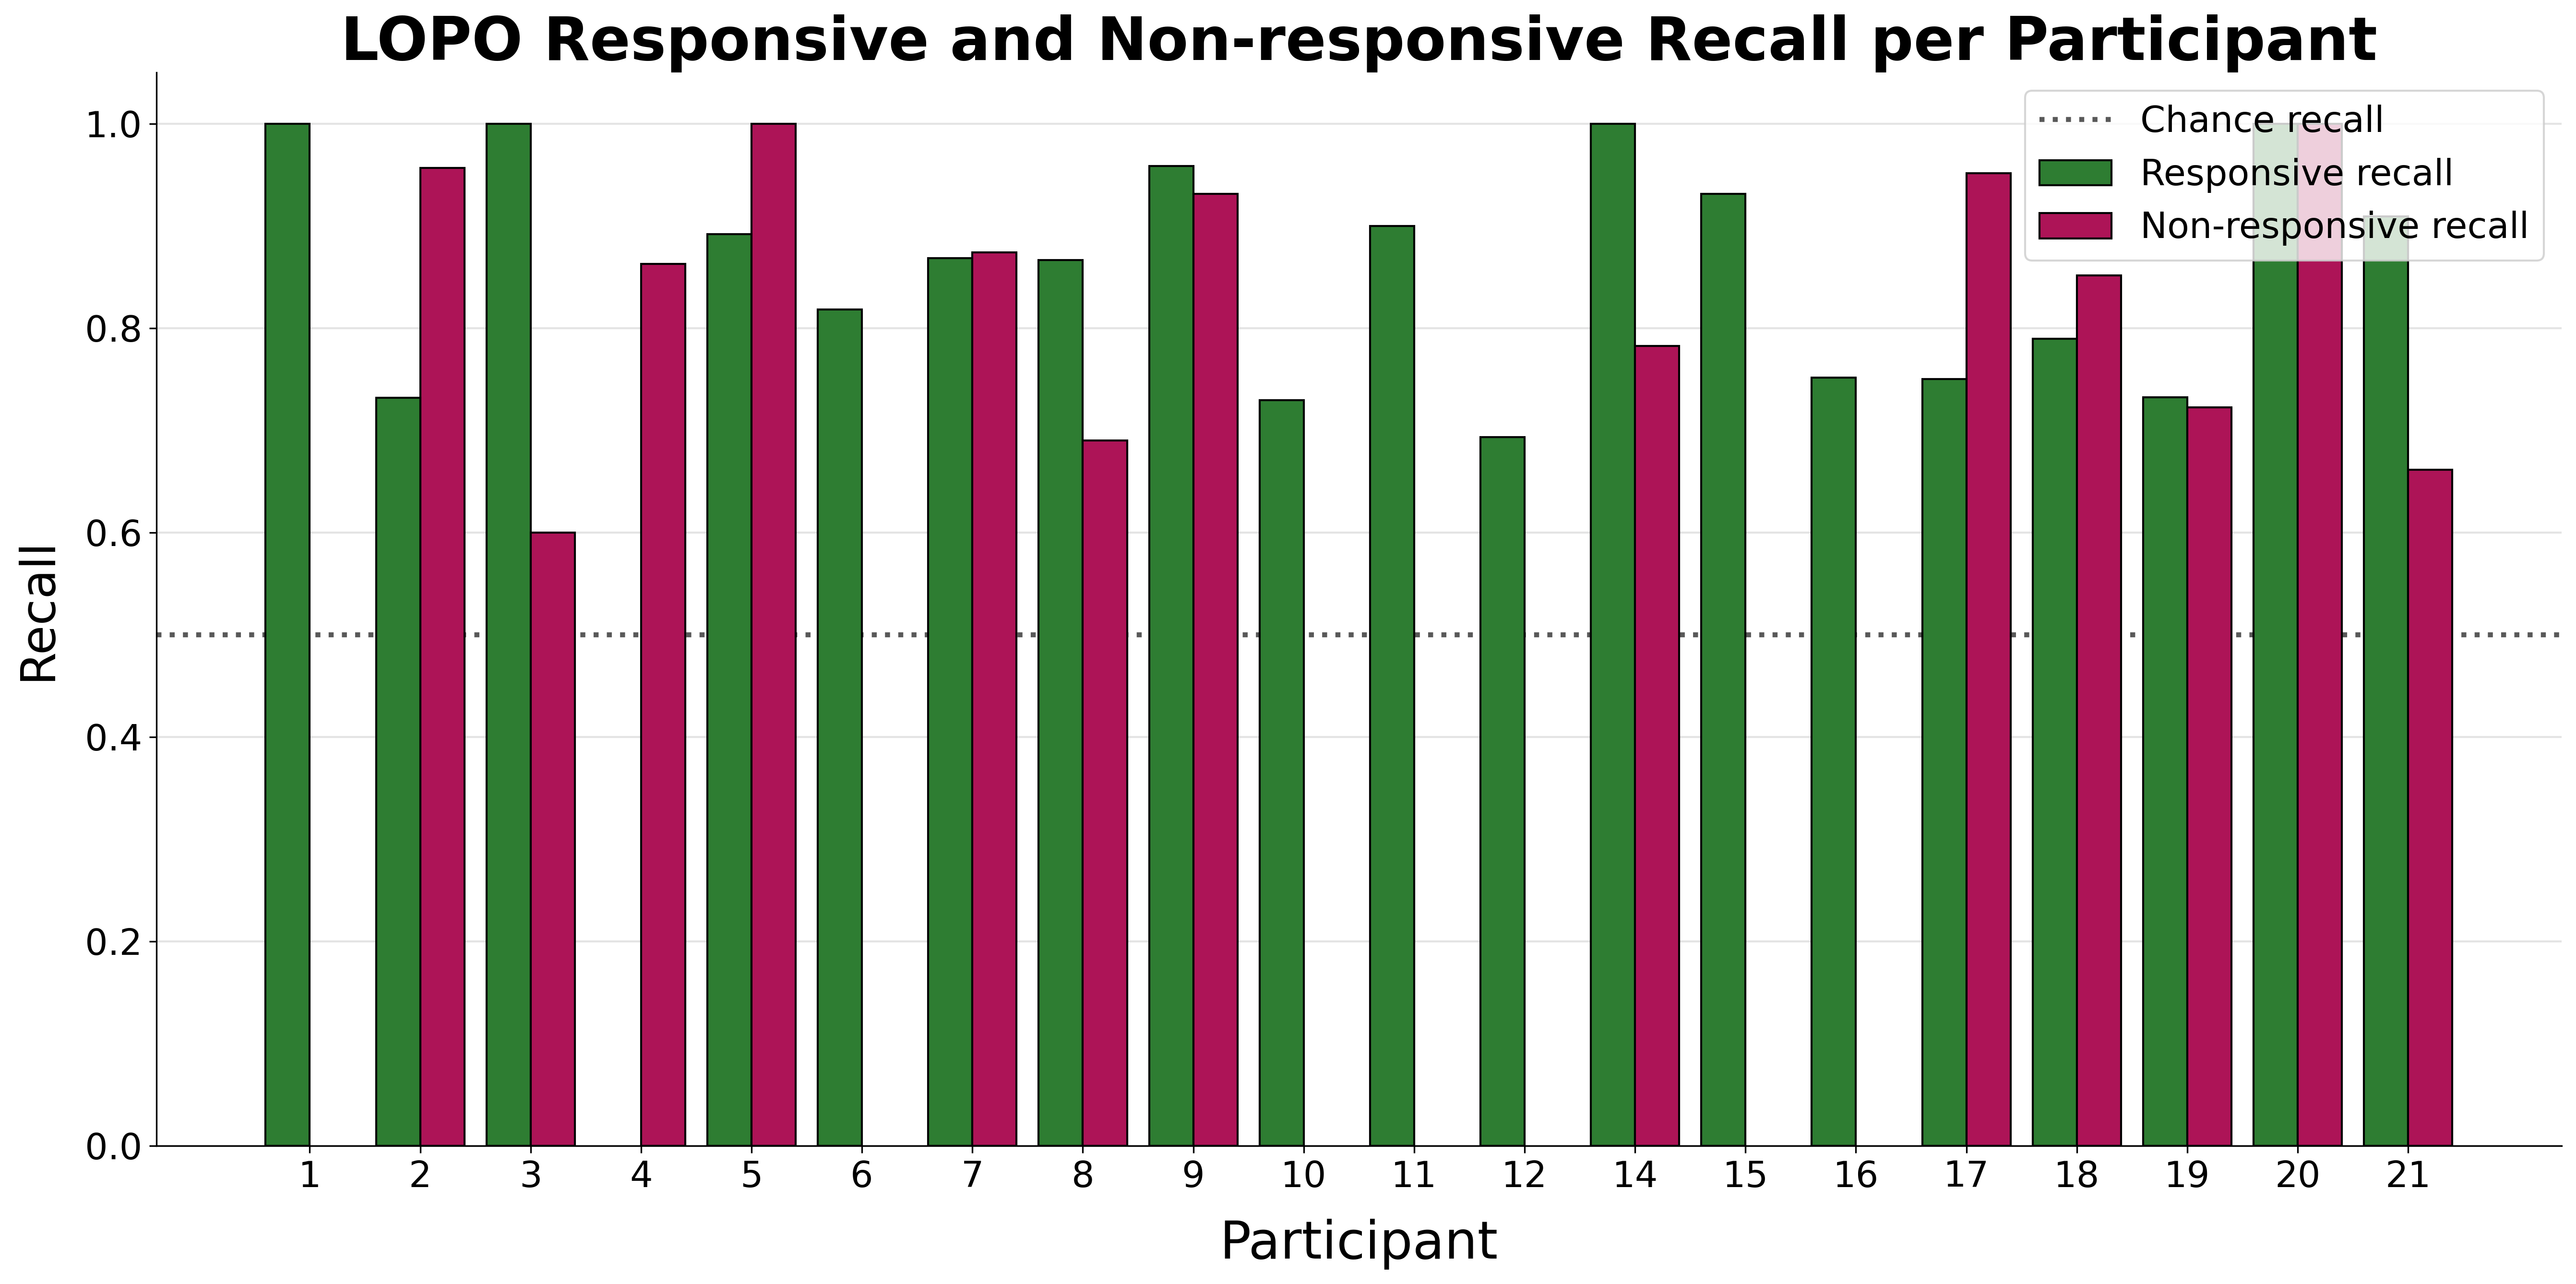 LOPO Responsive and Non-responsive Recall per Participant
Chance recall
Responsive recall
Non-responsive recall
Recall
1.0
0.8
0.6
0.4
0.2
0.0
1 2 3 4 5 6 7 8 9 10 11 12 14 15 16 17 18 19 20 21
Participant